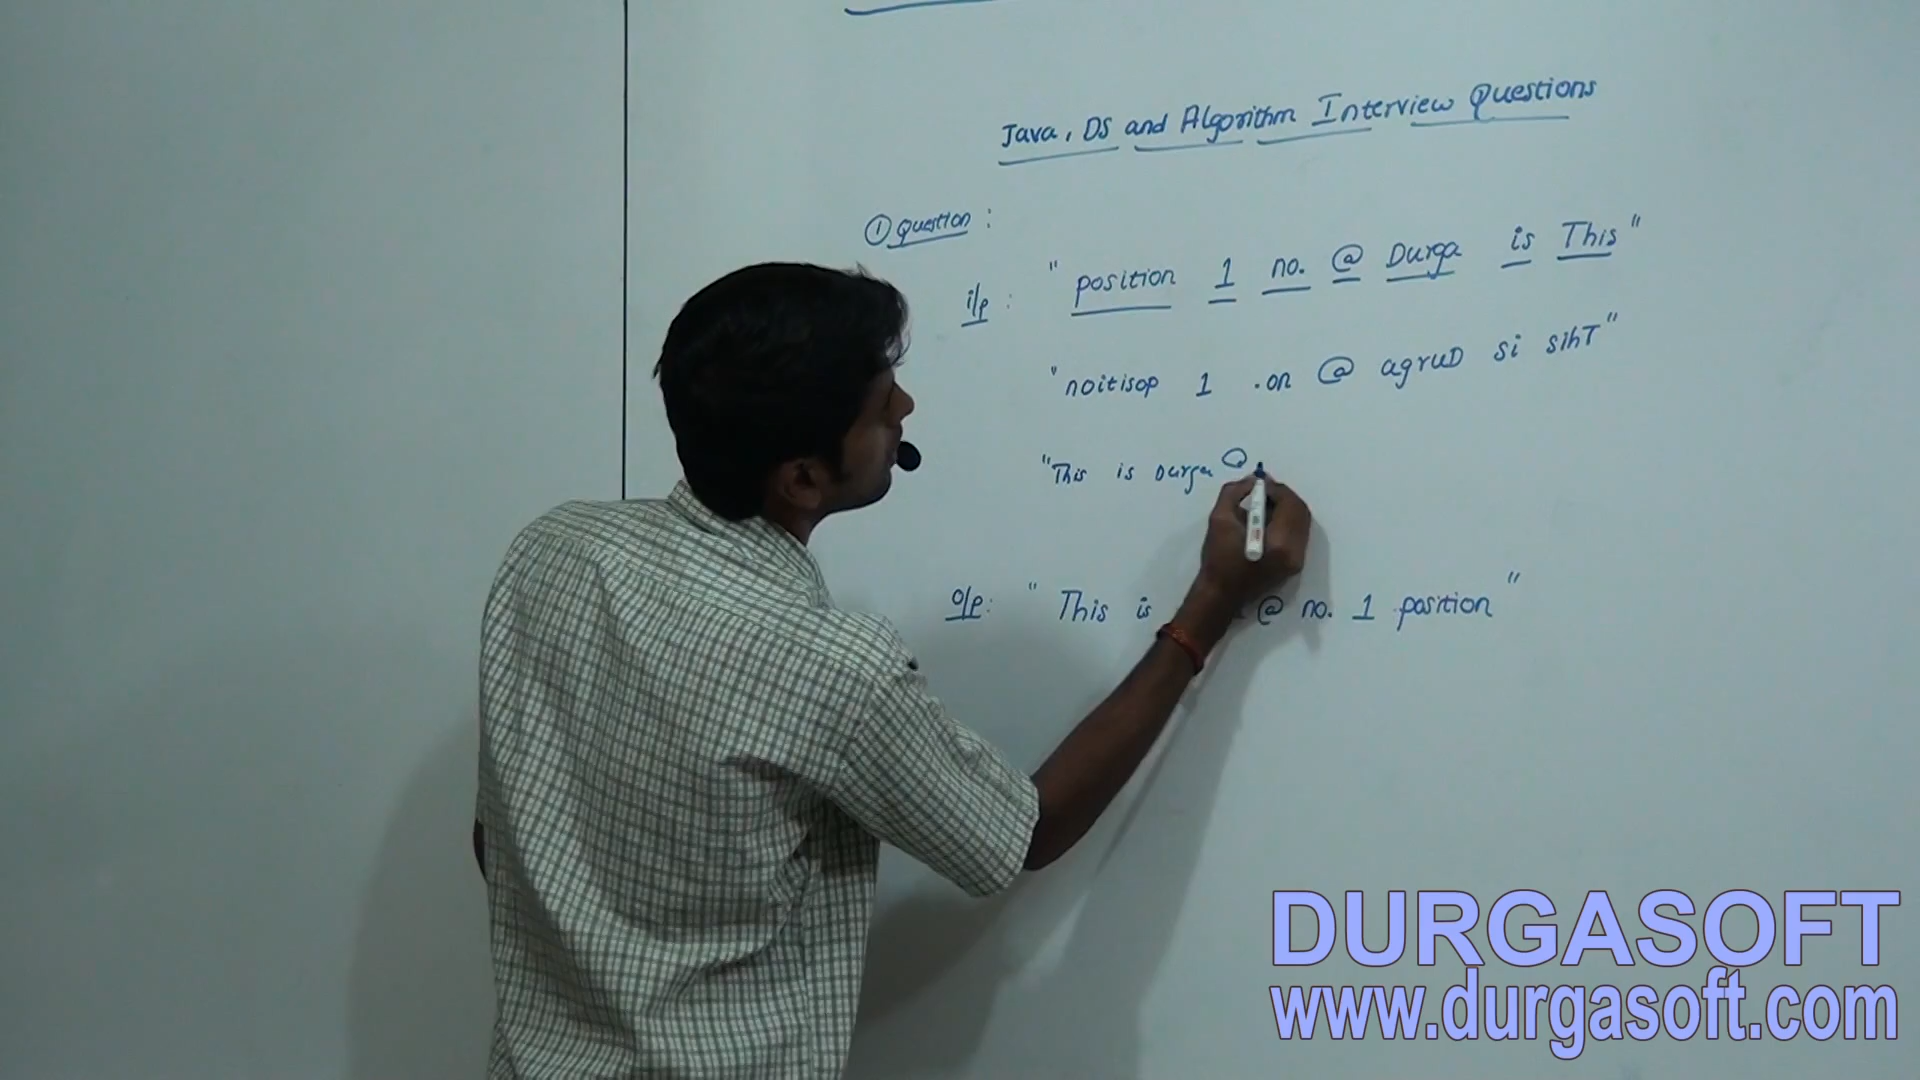 Java, DS and Algorithm Interview Questions
① Question :
i/p : " position 1 no. @ Durga is This "
"noitisop 1 .on @ agruD si sihT"
"This is Durga @
o/p: " This is @ no. 1 position "
DURGASOFT
www.durgasoft.com